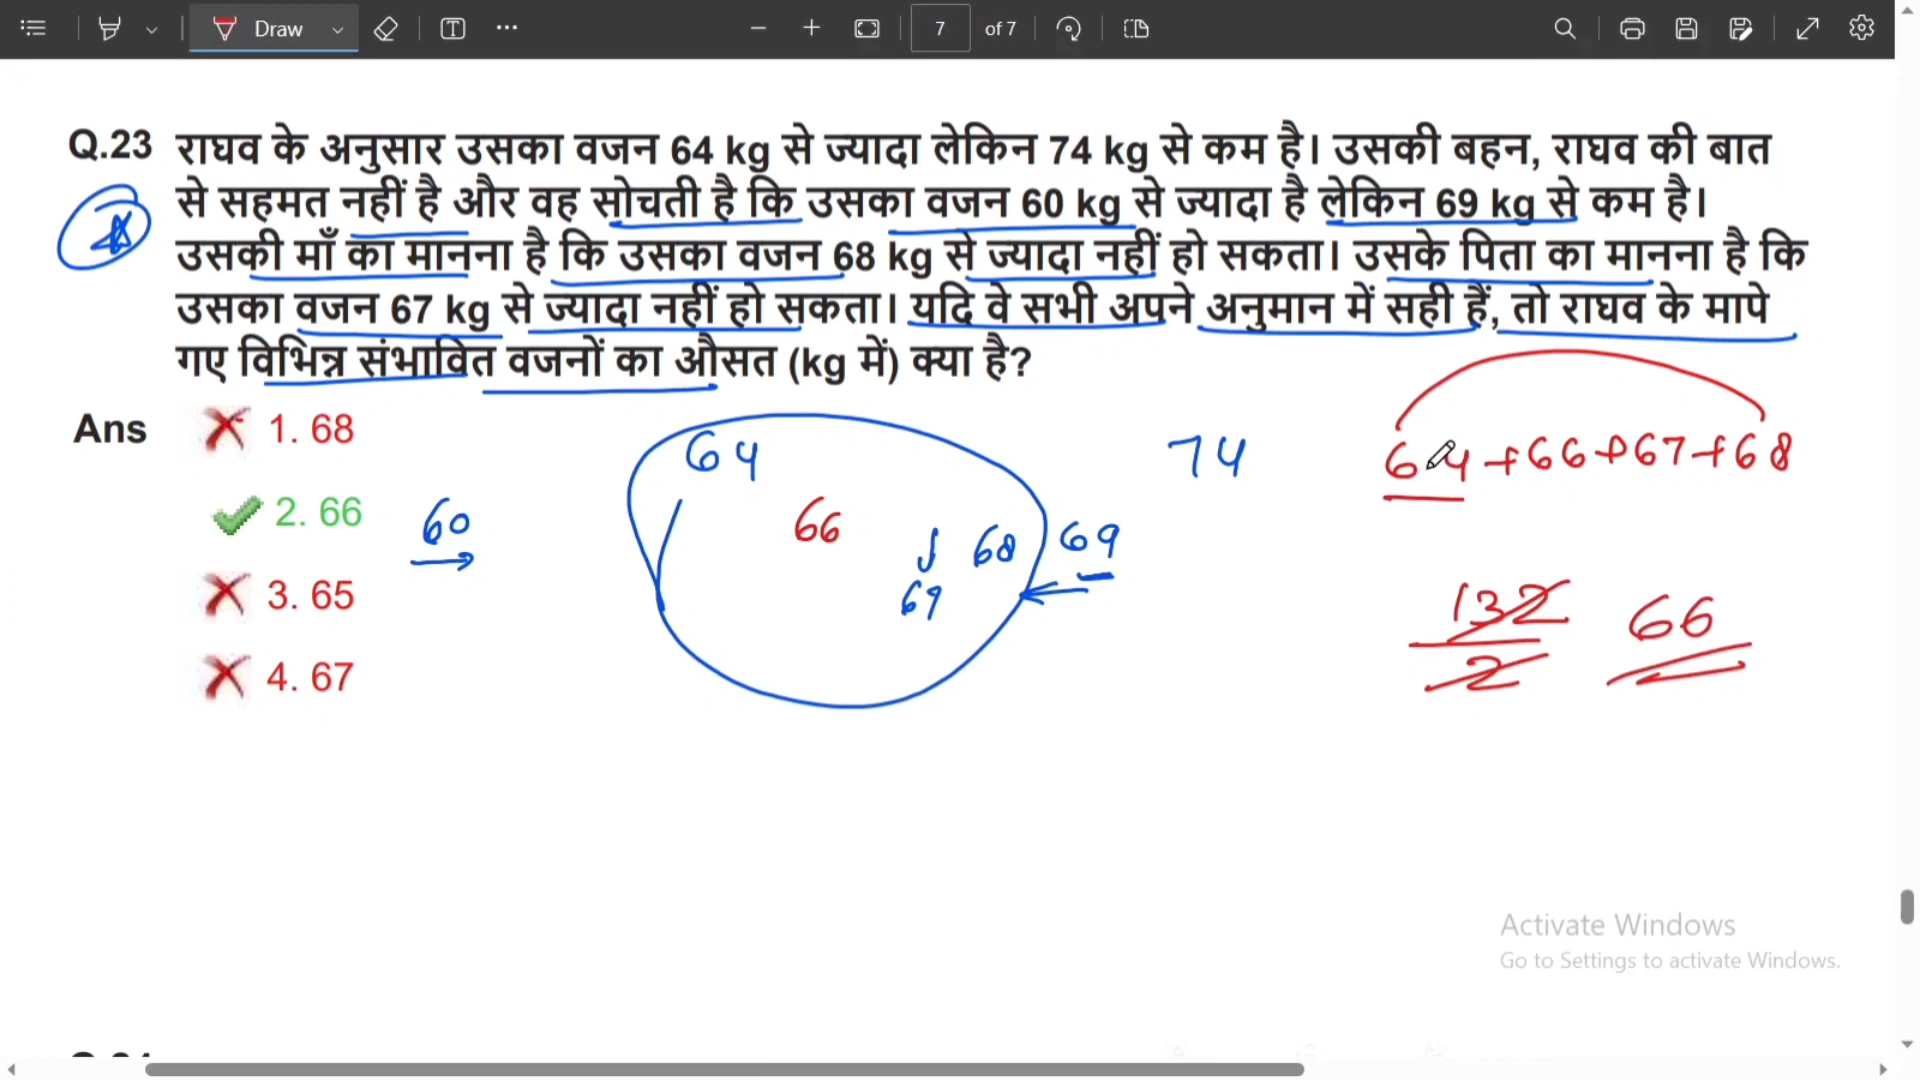 Draw
7 of 7
Q.23 राघव के अनुसार उसका वजन 64 kg से ज्यादा लेकिन 74 kg से कम है। उसकी बहन, राघव की बात
से सहमत नहीं है और वह सोचती है कि उसका वजन 60 kg से ज्यादा है लेकिन 69 kg से कम है।
उसकी माँ का मानना है कि उसका वजन 68 kg से ज्यादा नहीं हो सकता। उसके पिता का मानना है कि
उसका वजन 67 kg से ज्यादा नहीं हो सकता। यदि वे सभी अपने अनुमान में सही हैं, तो राघव के मापे
गए विभिन्न संभावित वजनों का औसत (kg में) क्या है?
Ans 1. 68
64 74 64+66+67+68
2. 66 60 66 68 69
3. 65 69 132 66
2
4. 67
Activate Windows
Go to Settings to activate Windows.